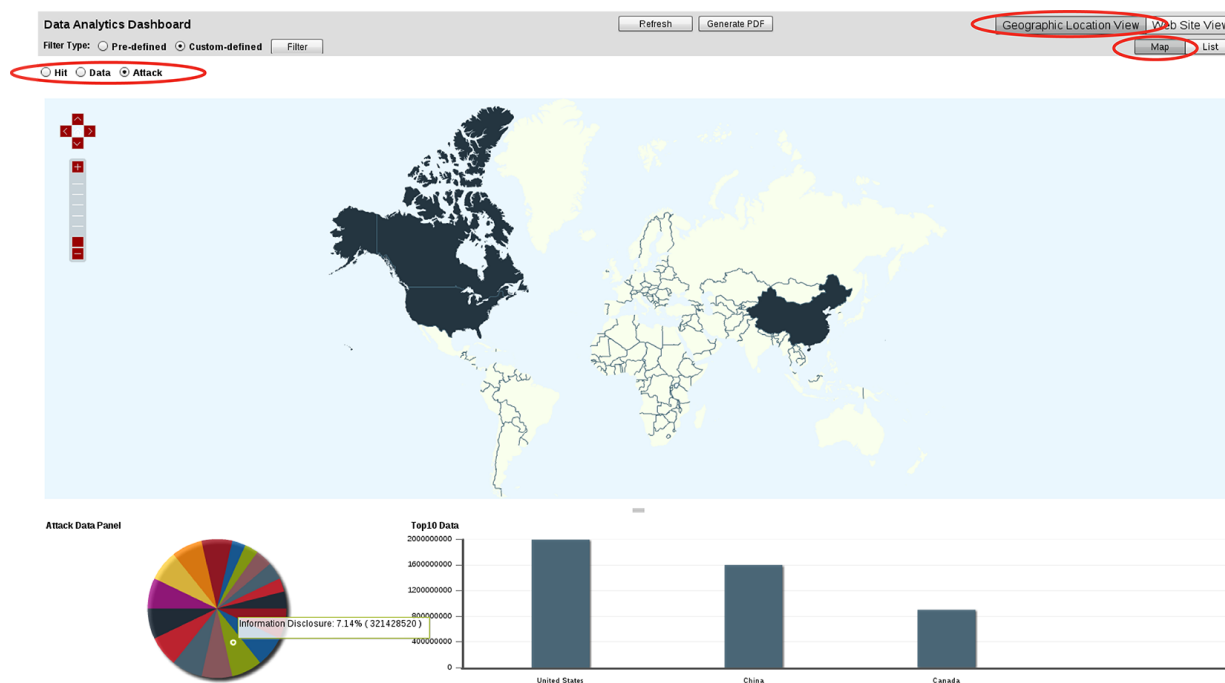 Data Analytics Dashboard Refresh Generate PDF Geographic Location View Web Site View
Filter Type: Pre-defined Custom-defined Filter Map List
Hit Data Attack
Attack Data Panel
Information Disclosure: 7.14% ( 321428520 )
Top10 Data
2000000000
1600000000
1200000000
800000000
400000000
0
United States China Canada